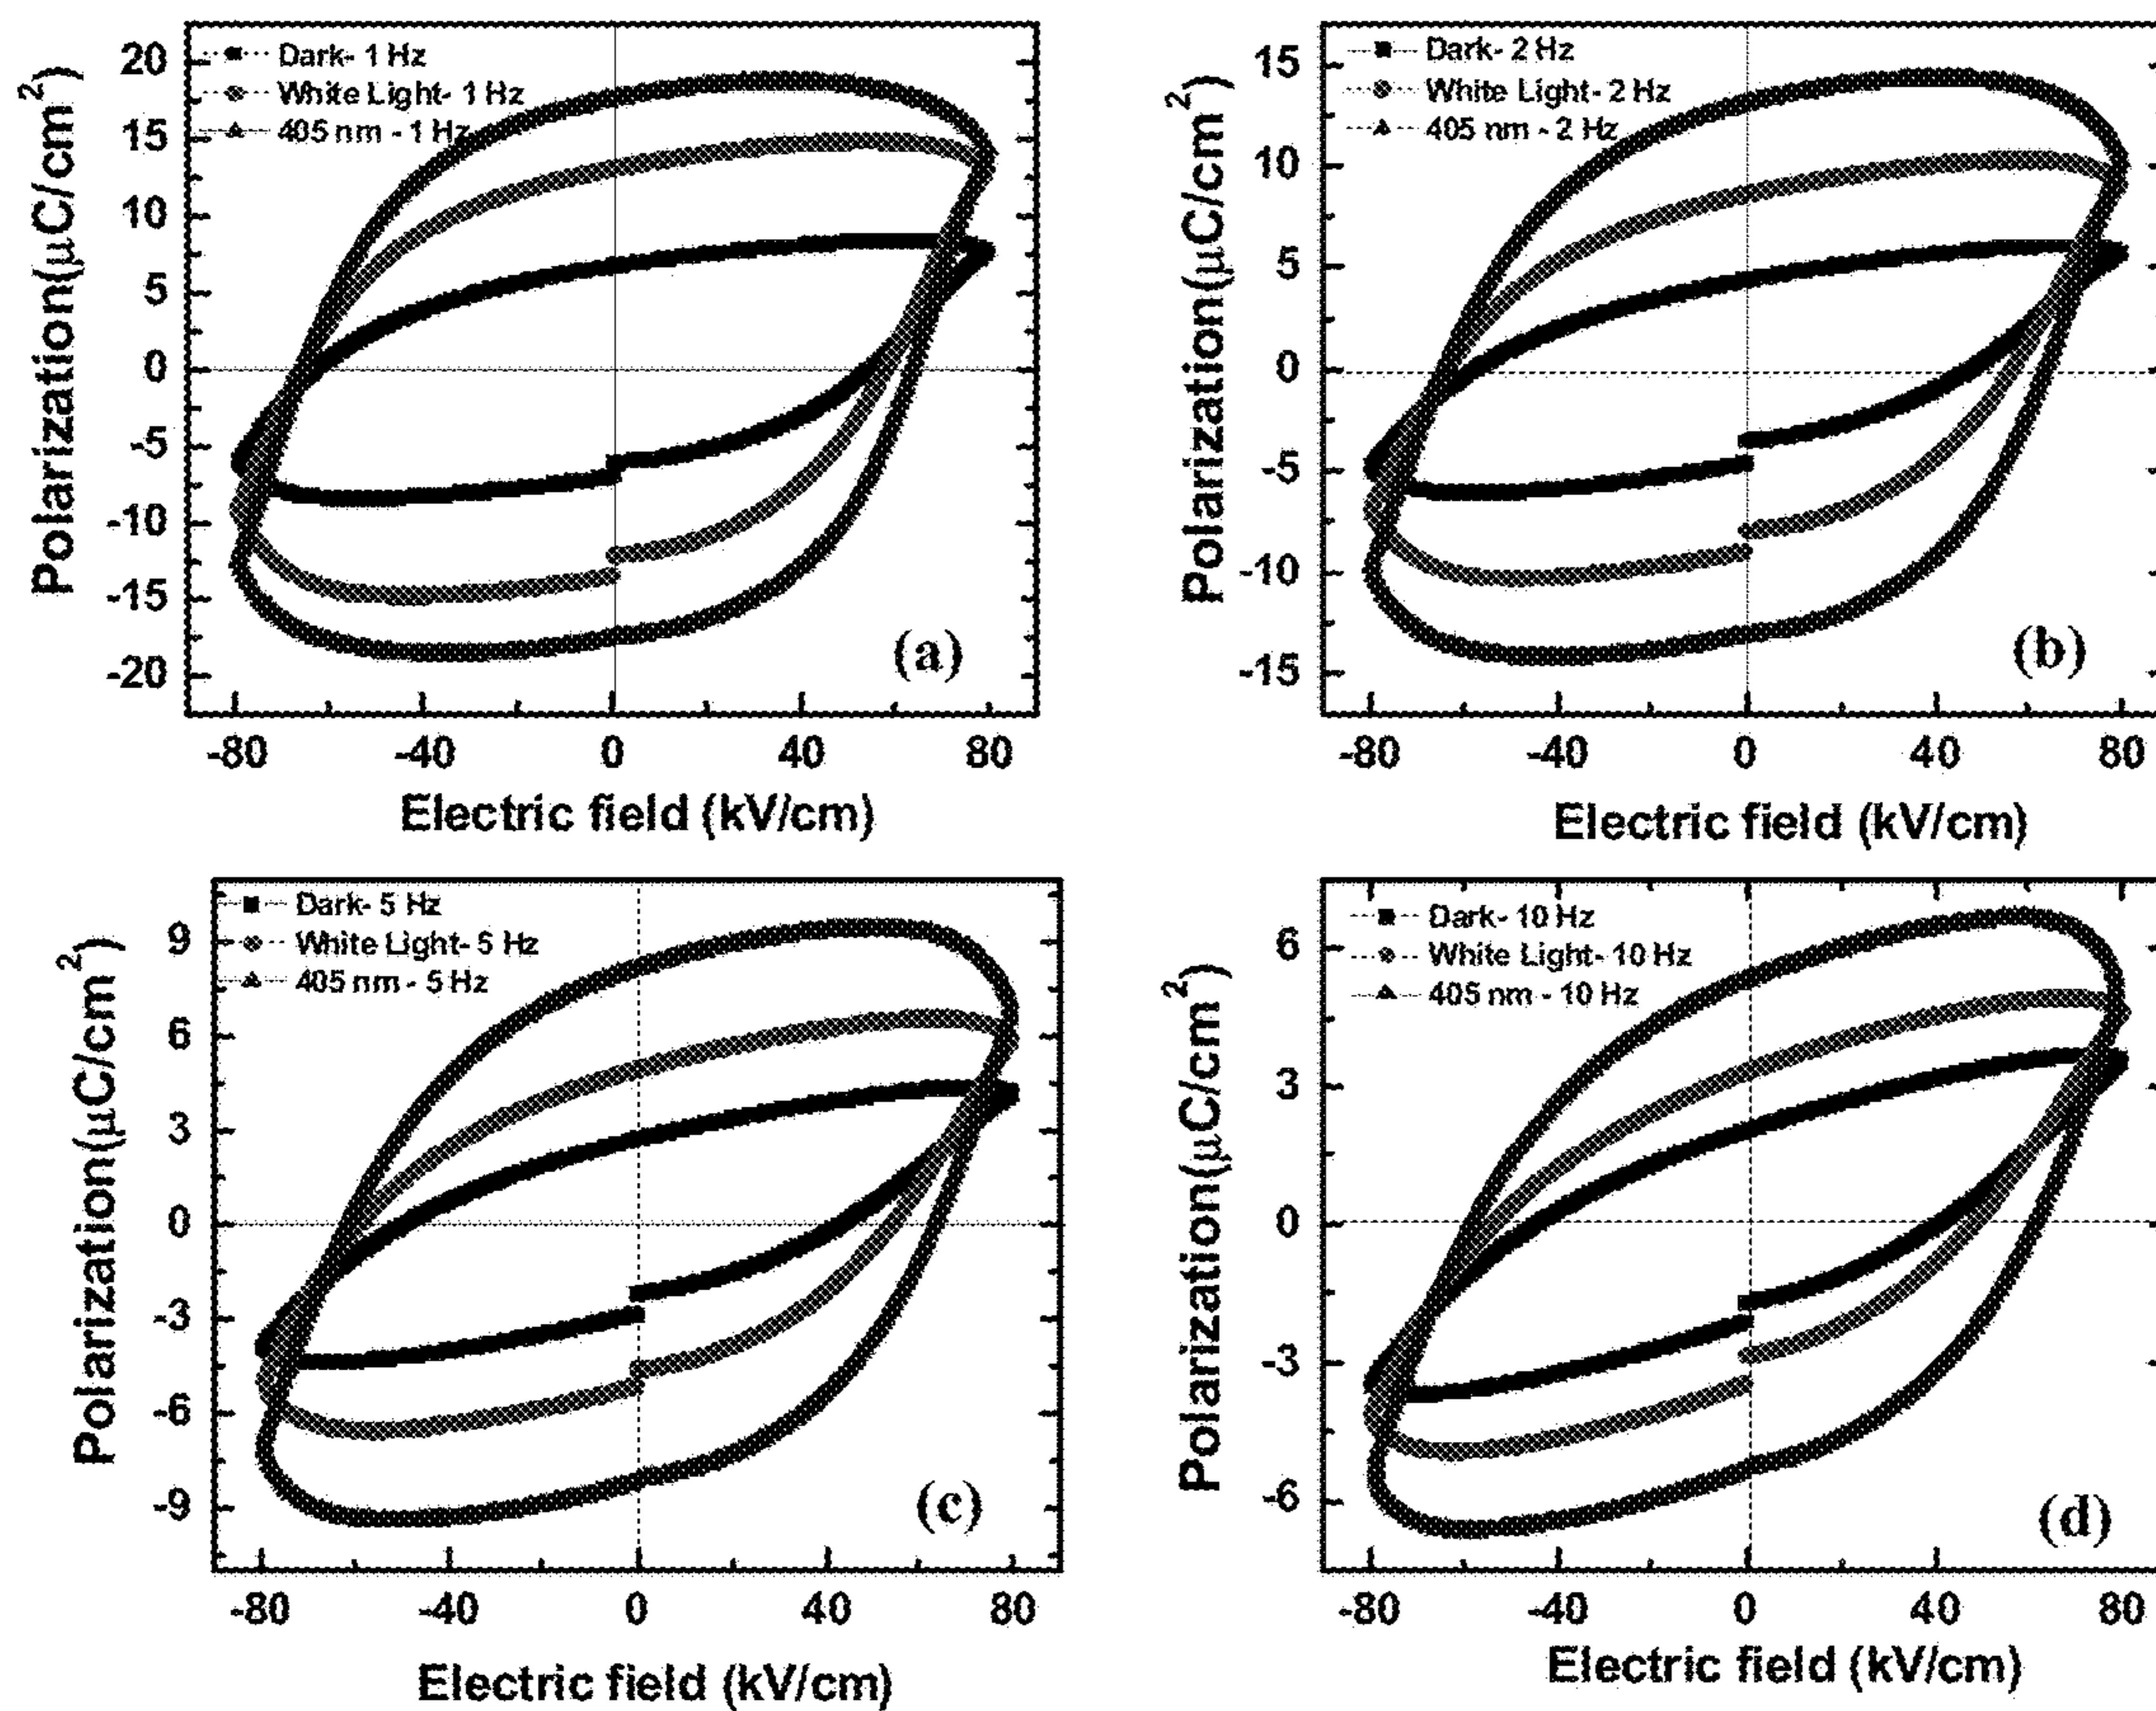 Dark- 1 Hz
White Light- 1 Hz
405 nm - 1 Hz
20
15
10
5
0
-5
-10
-15
-20
Polarization(μC/cm²)
(a)
-80 -40 0 40 80
Electric field (kV/cm)
Dark- 2 Hz
White Light- 2 Hz
405 nm - 2 Hz
15
10
5
0
-5
-10
-15
Polarization(μC/cm²)
(b)
-80 -40 0 40 80
Electric field (kV/cm)
Dark- 5 Hz
White Light- 5 Hz
405 nm - 5 Hz
9
6
3
0
-3
-6
-9
Polarization(μC/cm²)
(c)
-80 -40 0 40 80
Electric field (kV/cm)
Dark- 10 Hz
White Light- 10 Hz
405 nm - 10 Hz
6
3
0
-3
-6
Polarization(μC/cm²)
(d)
-80 -40 0 40 80
Electric field (kV/cm)